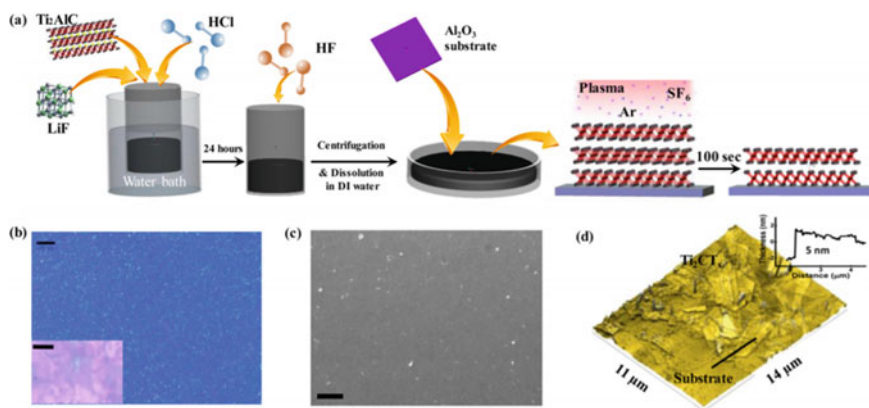 (a)
Ti₂AlC
HCl
LiF
Water bath
24 hours
HF
Centrifugation
& Dissolution
in DI water
Al₂O₃
substrate
Plasma
SF₆
Ar
100 sec
(b)
(c)
(d)
Ti₂CT
5 nm
Distance (μm)
Substrate
11 μm
14 μm